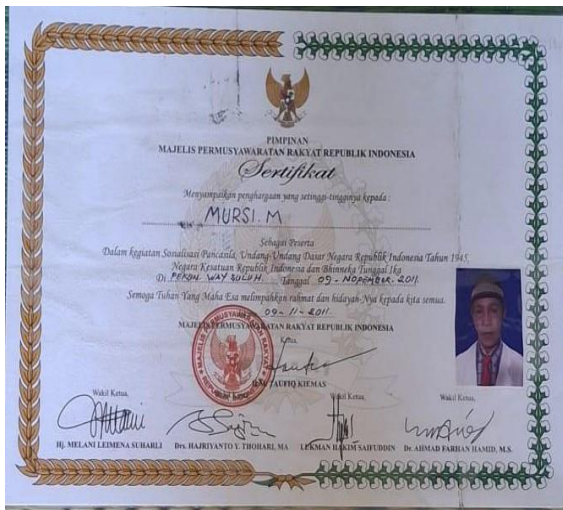 PIMPINAN
MAJELIS PERMUSYAWARATAN RAKYAT REPUBLIK INDONESIA
Sertifikat
Menyampaikan penghargaan yang setinggi-tingginya kepada :
MURSI. M
Sebagai Peserta
Dalam kegiatan Sosialisasi Pancasila, Undang-Undang Dasar Negara Republik Indonesia Tahun 1945,
Negara Kesatuan Republik Indonesia dan Bhinneka Tunggal Ika
Di PEKON WAY SULUH. Tanggal 09 - NOPEMBER - 2011
Semoga Tuhan Yang Maha Esa melimpahkan rahmat dan hidayah-Nya kepada kita semua.
09 - 11 - 2011
MAJELIS PERMUSYAWARATAN RAKYAT REPUBLIK INDONESIA
Ketua,
H.M. TAUFIQ KIEMAS
Wakil Ketua, Wakil Ketua, Wakil Ketua,
Hj. MELANI LEIMENA SUHARLI Drs. HAJRIYANTO Y. THOHARI, MA LUKMAN HAKIM SAIFUDDIN Dr. AHMAD FARHAN HAMID, M.S.